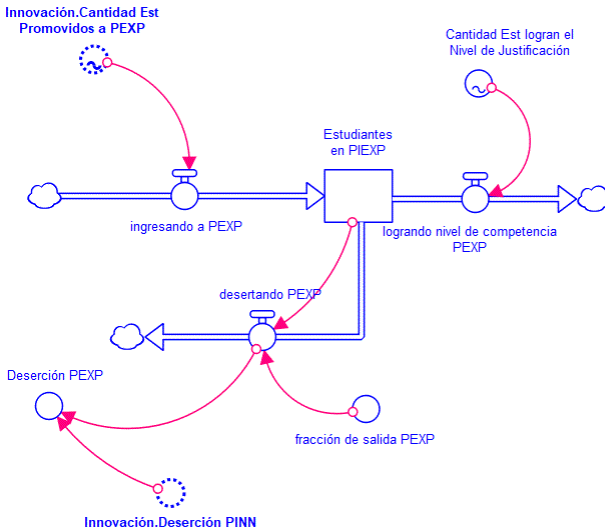 Innovación.Cantidad Est
Promovidos a PEXP
Cantidad Est logran el
Nivel de Justificación
Estudiantes
en PIEXP
ingresando a PEXP
logrando nivel de competencia
PEXP
desertando PEXP
Deserción PEXP
fracción de salida PEXP
Innovación.Deserción PINN